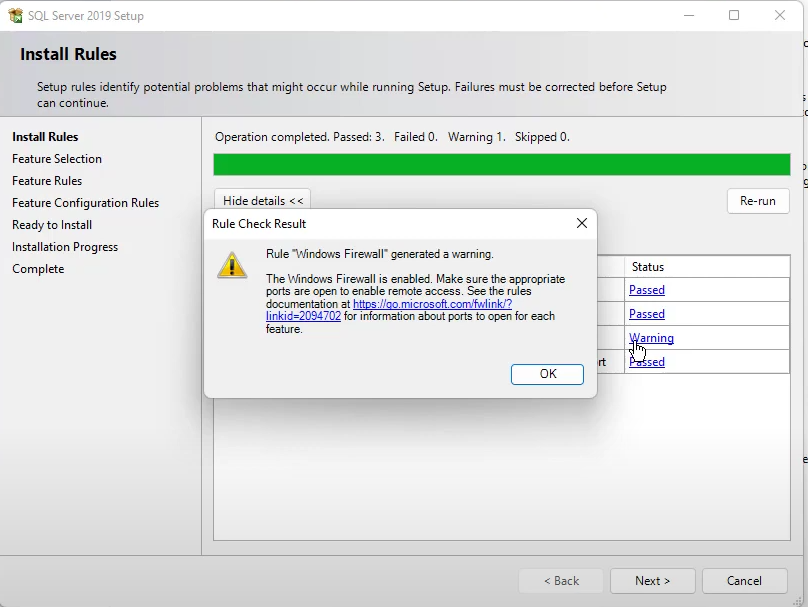 SQL Server 2019 Setup
Install Rules
Setup rules identify potential problems that might occur while running Setup. Failures must be corrected before Setup
can continue.
Install Rules
Feature Selection
Feature Rules
Feature Configuration Rules
Ready to Install
Installation Progress
Complete
Operation completed. Passed: 3. Failed 0. Warning 1. Skipped 0.
Hide details <<
Re-run
Rule Check Result
Rule "Windows Firewall" generated a warning.
The Windows Firewall is enabled. Make sure the appropriate
ports are open to enable remote access. See the rules
documentation at https://go.microsoft.com/fwlink/?
linkid=2094702 for information about ports to open for each
feature.
OK
Status
Passed
Passed
Warning
Passed
< Back
Next >
Cancel